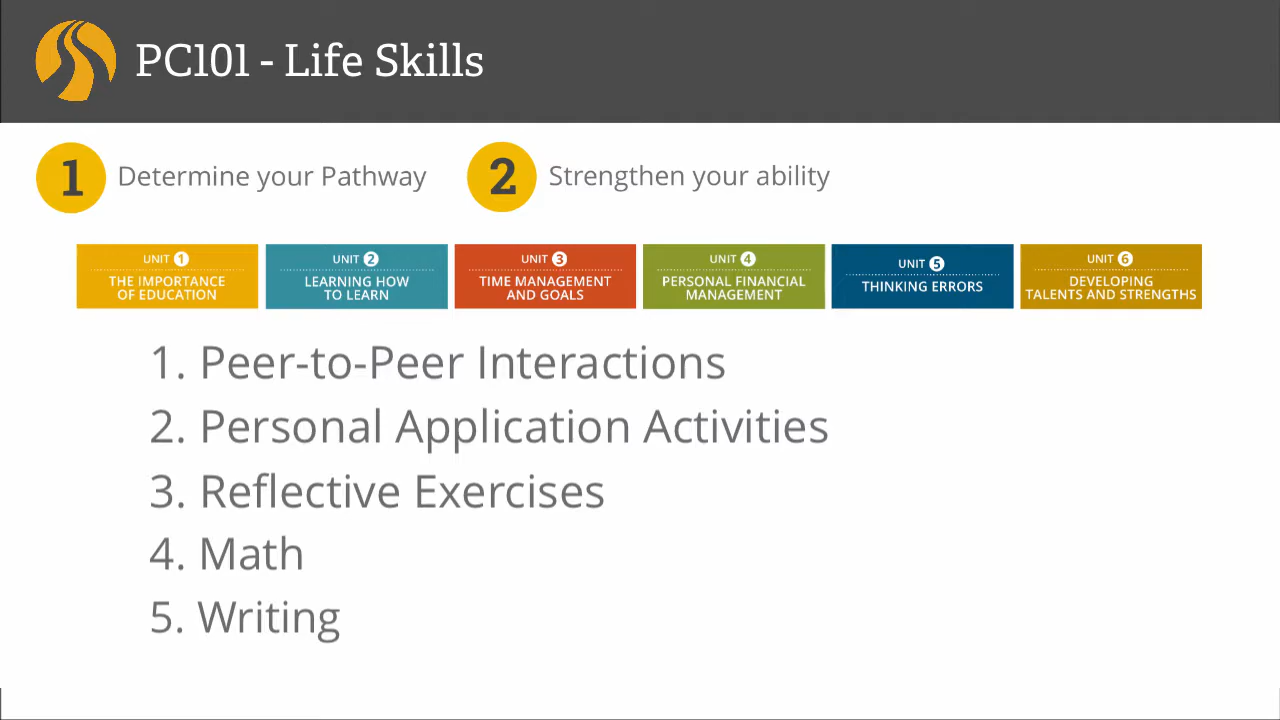 PC101 - Life Skills
1 Determine your Pathway
2 Strengthen your ability
UNIT 1
THE IMPORTANCE
OF EDUCATION
UNIT 2
LEARNING HOW
TO LEARN
UNIT 3
TIME MANAGEMENT
AND GOALS
UNIT 4
PERSONAL FINANCIAL
MANAGEMENT
UNIT 5
THINKING ERRORS
UNIT 6
DEVELOPING
TALENTS AND STRENGTHS
1. Peer-to-Peer Interactions
2. Personal Application Activities
3. Reflective Exercises
4. Math
5. Writing